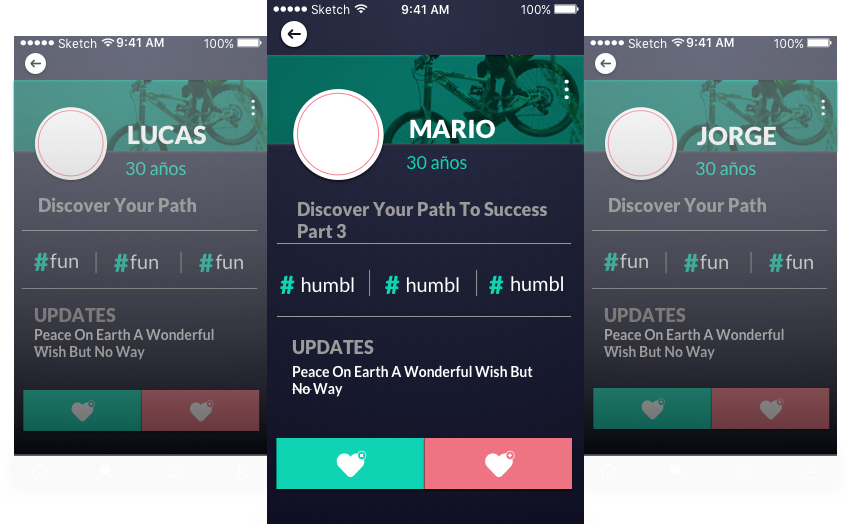 Sketch 9:41 AM 100%
LUCAS
30 años
Discover Your Path
#fun #fun #fun
UPDATES
Peace On Earth A Wonderful
Wish But No Way
Sketch 9:41 AM 100%
MARIO
30 años
Discover Your Path To Success
Part 3
# humbl # humbl # humbl
UPDATES
Peace On Earth A Wonderful Wish But
No Way
Sketch 9:41 AM 100%
JORGE
30 años
Discover Your Path
#fun #fun #fun
UPDATES
Peace On Earth A Wonderful
Wish But No Way